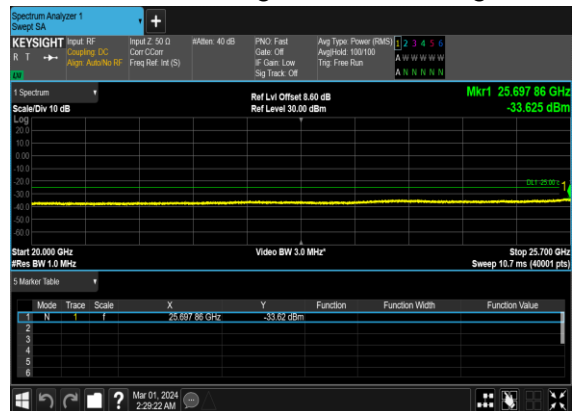 Spectrum Analyzer 1
Swept SA
KEYSIGHT Input: RF Input Z: 50 Ω #Atten: 40 dB PNO: Fast Avg Type: Power (RMS) 1 2 3 4 5 6
R T Coupling: DC Corr CCorr Gate: Off Avg|Hold: 100/100 A W W W W W
Align: Auto/No RF Freq Ref: Int (S) IF Gain: Low Trig: Free Run
LXI Sig Track: Off A N N N N N
1 Spectrum Ref Lvl Offset 8.60 dB Mkr1 25.697 86 GHz
Scale/Div 10 dB Ref Level 30.00 dBm -33.625 dBm
Log
20.0
10.0
0.00
-10.0
-20.0 DL1 -25.00 1
-30.0
-40.0
-50.0
-60.0
Start 20.000 GHz Video BW 3.0 MHz* Stop 25.700 GHz
#Res BW 1.0 MHz Sweep 10.7 ms (40001 pts)
5 Marker Table
Mode Trace Scale X Y Function Function Width Function Value
1 N 1 f 25.697 86 GHz -33.62 dBm
2
3
4
5
6
? Mar 01, 2024
2:29:22 AM